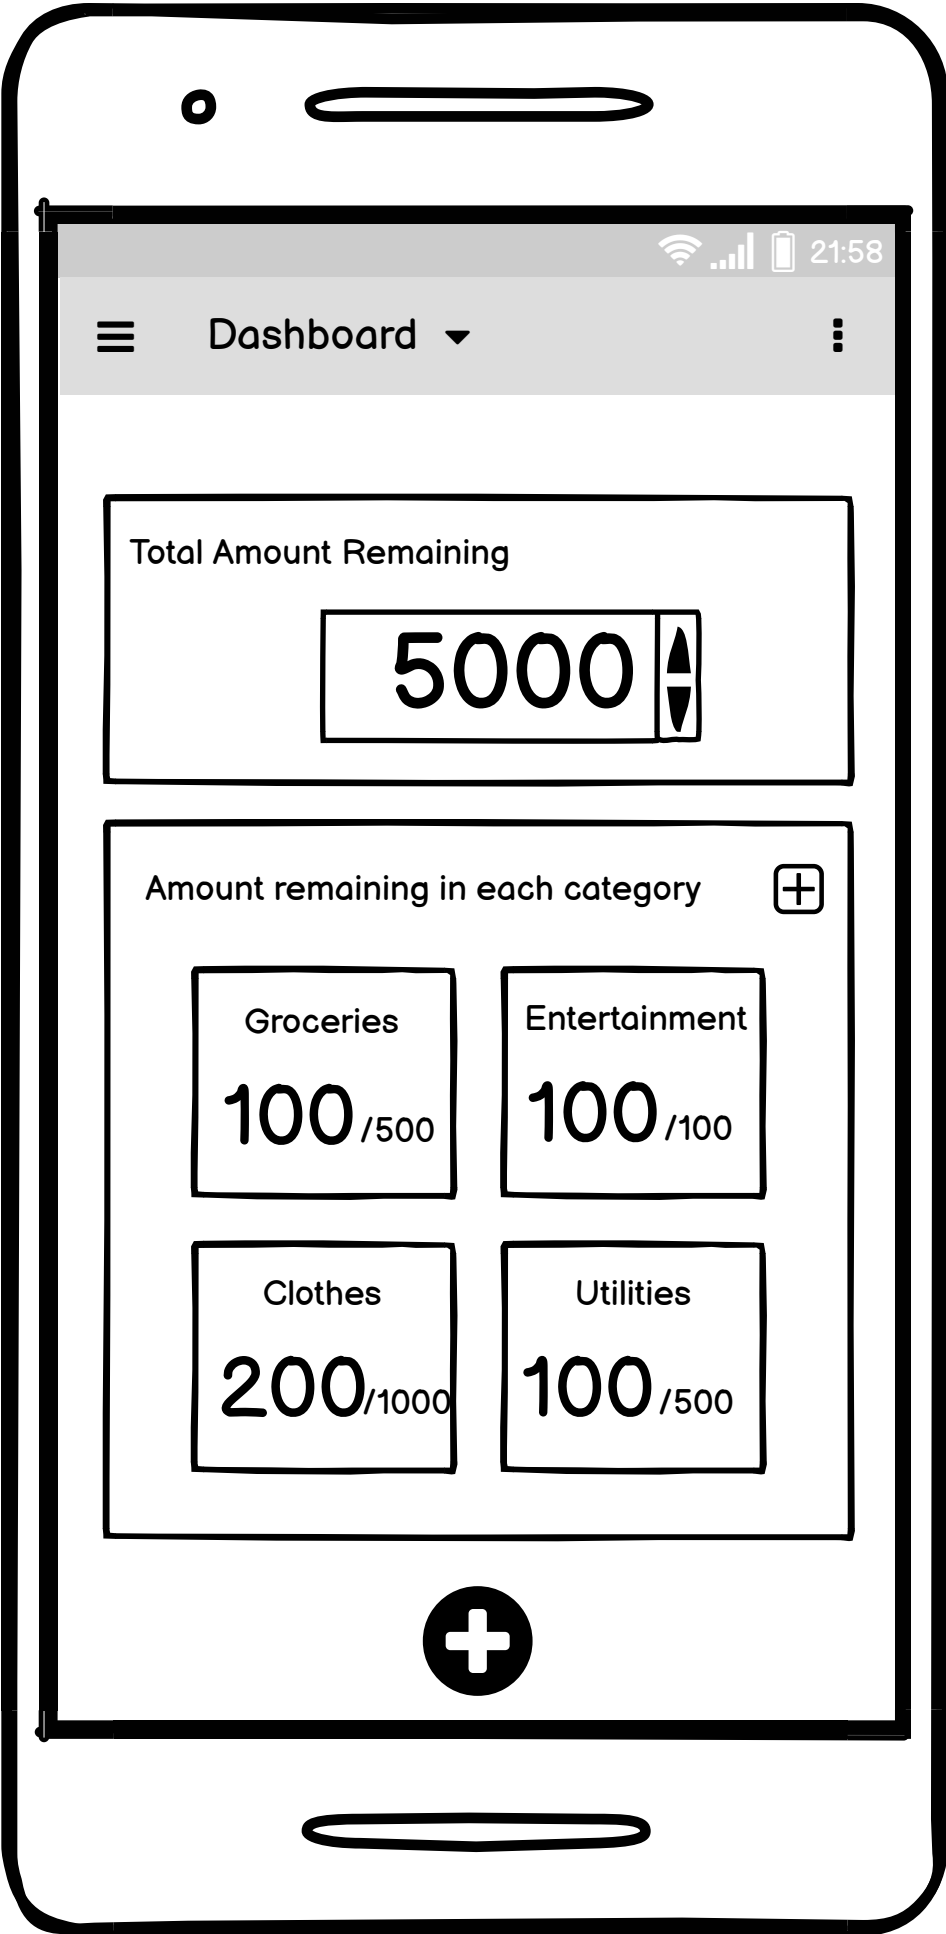 21:58
Dashboard
Total Amount Remaining
5000
Amount remaining in each category
Groceries
100/500
Entertainment
100/100
Clothes
200/1000
Utilities
100/500